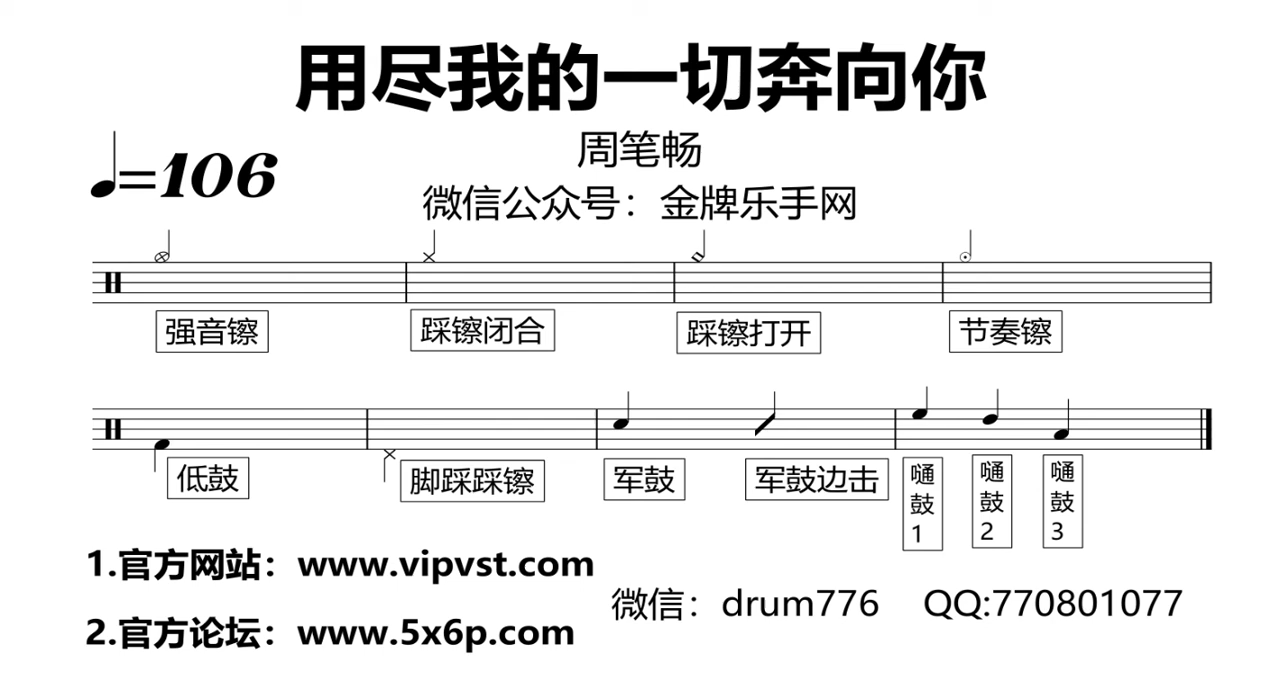 用尽我的一切奔向你
周笔畅
♩=106
微信公众号：金牌乐手网
强音镲
踩镲闭合
踩镲打开
节奏镲
低鼓
脚踩踩镲
军鼓
军鼓边击
嗵鼓1
嗵鼓2
嗵鼓3
1.官方网站：www.vipvst.com
微信：drum776 QQ:770801077
2.官方论坛：www.5x6p.com